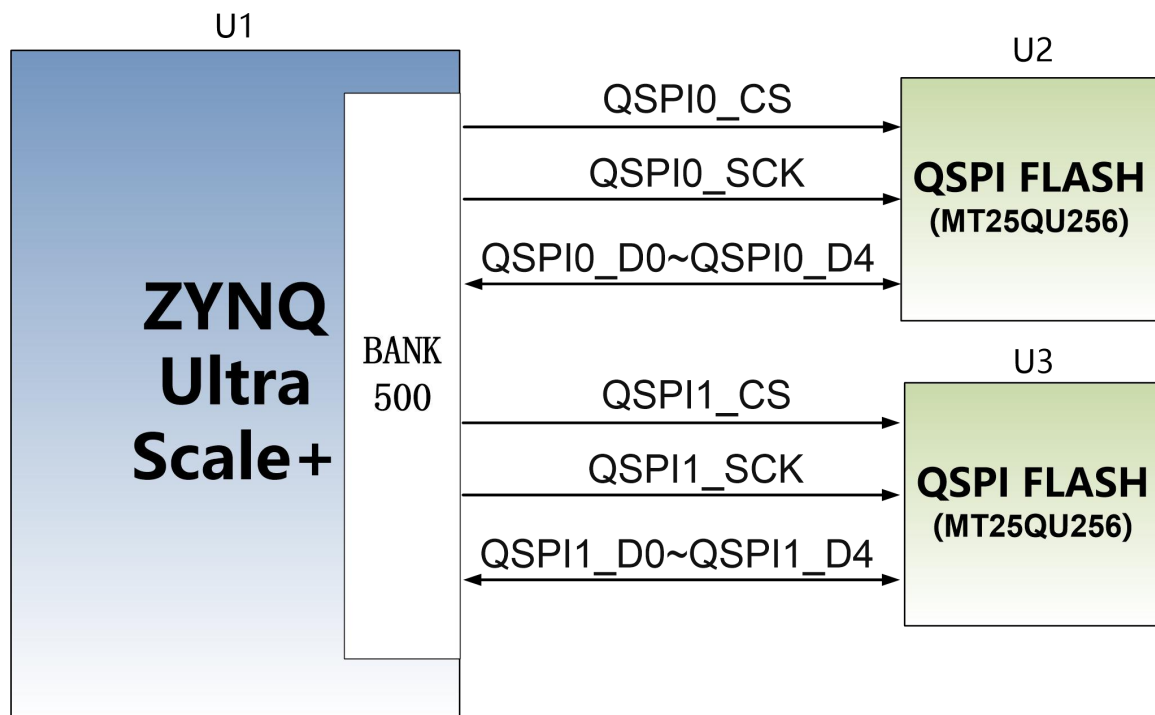 U1
ZYNQ
Ultra
Scale+
BANK
500
QSPI0_CS
QSPI0_SCK
QSPI0_D0~QSPI0_D4
QSPI1_CS
QSPI1_SCK
QSPI1_D0~QSPI1_D4
U2
QSPI FLASH
(MT25QU256)
U3
QSPI FLASH
(MT25QU256)